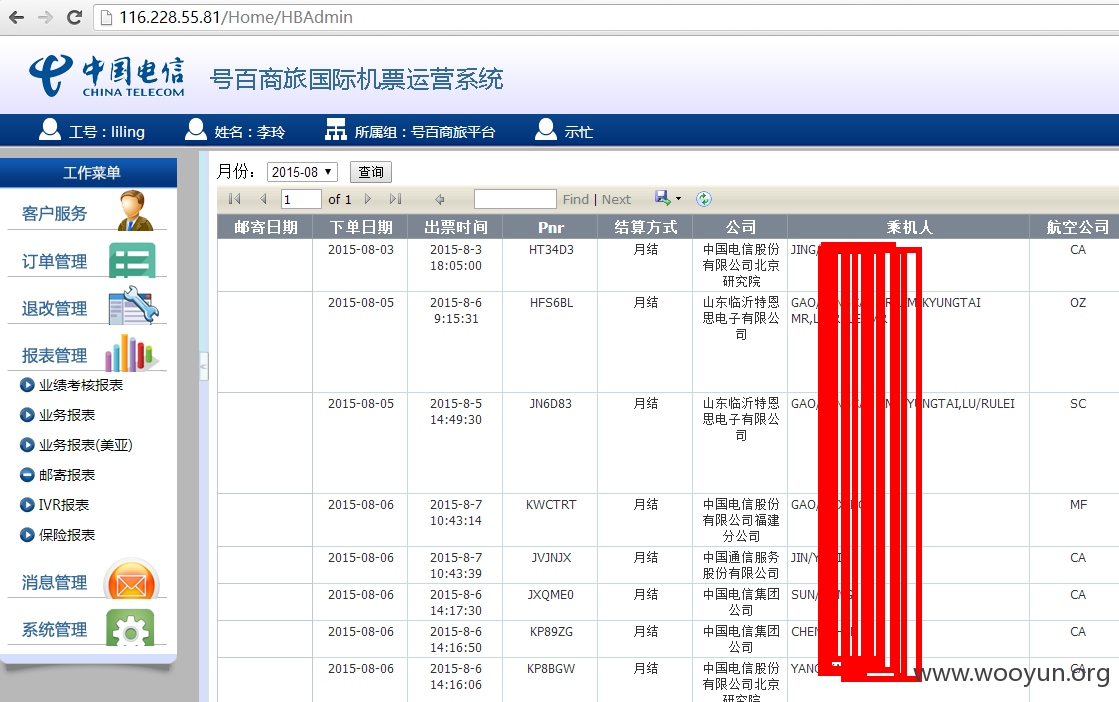 116.228.55.81/Home/HBAdmin
中国电信
CHINA TELECOM
号百商旅国际机票运营系统
工号：liling 姓名：李玲 所属组：号百商旅平台 示忙
工作菜单
客户服务
订单管理
退改管理
报表管理
业绩考核报表
业务报表
业务报表(美亚)
邮寄报表
IVR报表
保险报表
消息管理
系统管理
月份： 2015-08 查询
1 of 1 Find | Next
邮寄日期 下单日期 出票时间 Pnr 结算方式 公司 乘机人 航空公司
2015-08-03 2015-8-3 HT34D3 月结 中国电信股份 JING/ CA
18:05:00 有限公司北京
研究院
2015-08-05 2015-8-6 HFS6BL 月结 山东临沂特恩 GAO/ KYUNGTAI OZ
9:15:31 思电子有限公 MR,L
司
2015-08-05 2015-8-5 JN6D83 月结 山东临沂特恩 GAO/ YUNGTAI,LU/RULEI SC
14:49:30 思电子有限公
司
2015-08-06 2015-8-7 KWCTRT 月结 中国电信股份 GAO/ MF
10:43:14 有限公司福建
分公司
2015-08-06 2015-8-7 JVJNJX 月结 中国通信服务 JIN/ CA
10:43:39 股份有限公司
2015-08-06 2015-8-6 JXQME0 月结 中国电信集团 SUN/ CA
14:17:30 公司
2015-08-06 2015-8-6 KP89ZG 月结 中国电信集团 CHEN CA
14:16:50 公司
2015-08-06 2015-8-6 KP8BGW 月结 中国电信股份 YANG CA
14:16:06 有限公司北京
研究院
www.wooyun.org